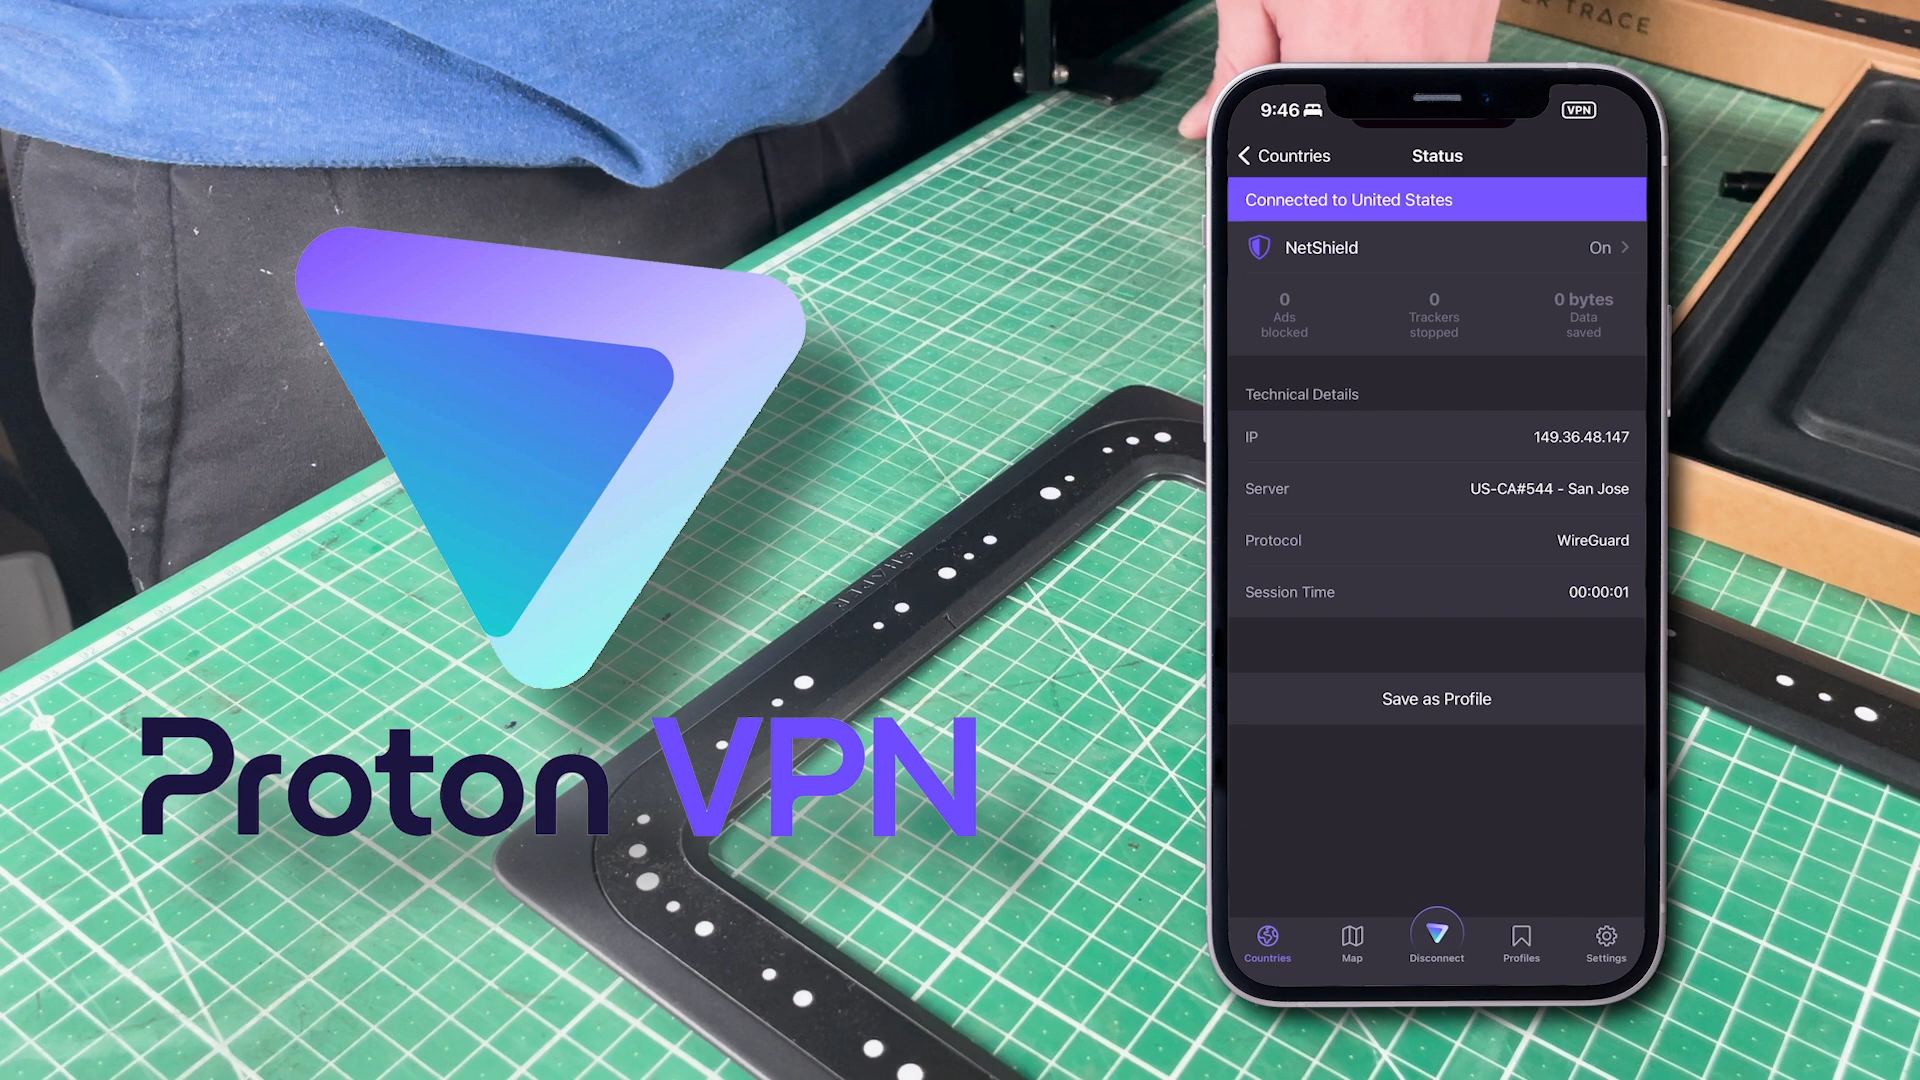 Proton VPN
ER TRACE
9:46
VPN
Countries
Status
Connected to United States
NetShield
On
0
Ads
blocked
0
Trackers
stopped
0 bytes
Data
saved
Technical Details
IP
149.36.48.147
Server
US-CA#544 - San Jose
Protocol
WireGuard
Session Time
00:00:01
Save as Profile
Countries
Map
Disconnect
Profiles
Settings